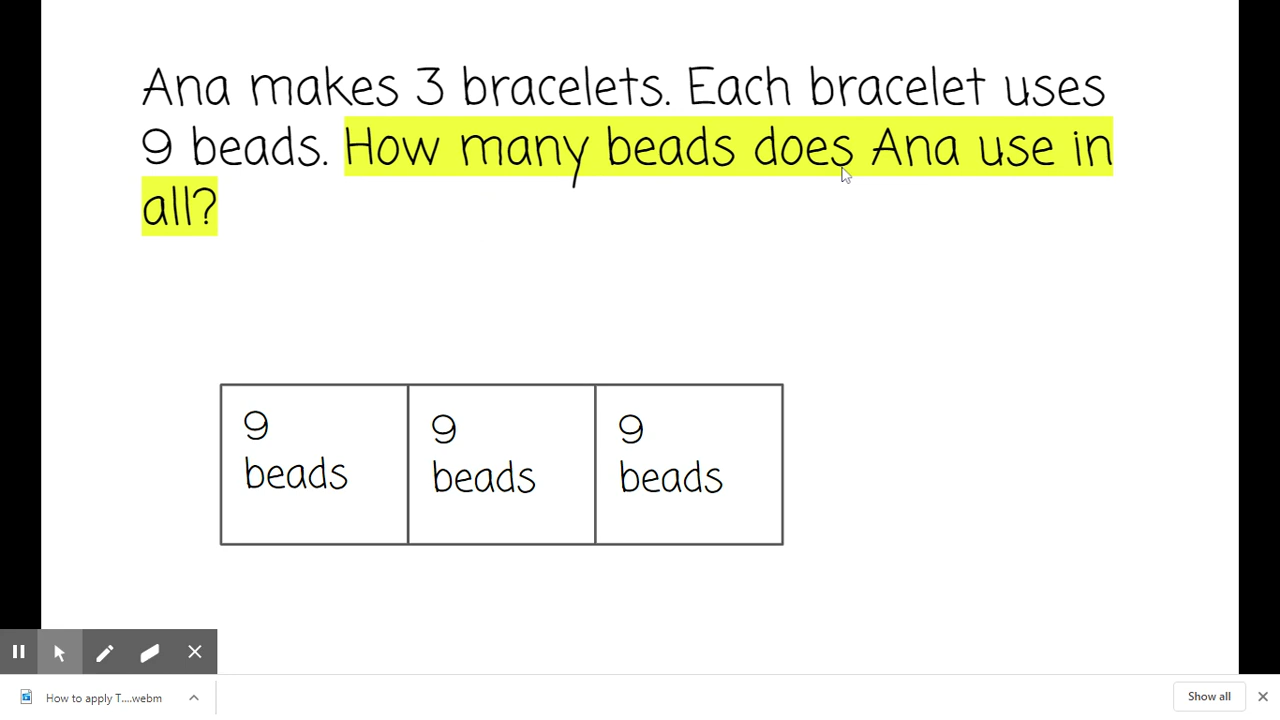 Ana makes 3 bracelets. Each bracelet uses
9 beads. How many beads does Ana use in
all?
9
beads
9
beads
9
beads
How to apply T....webm
Show all